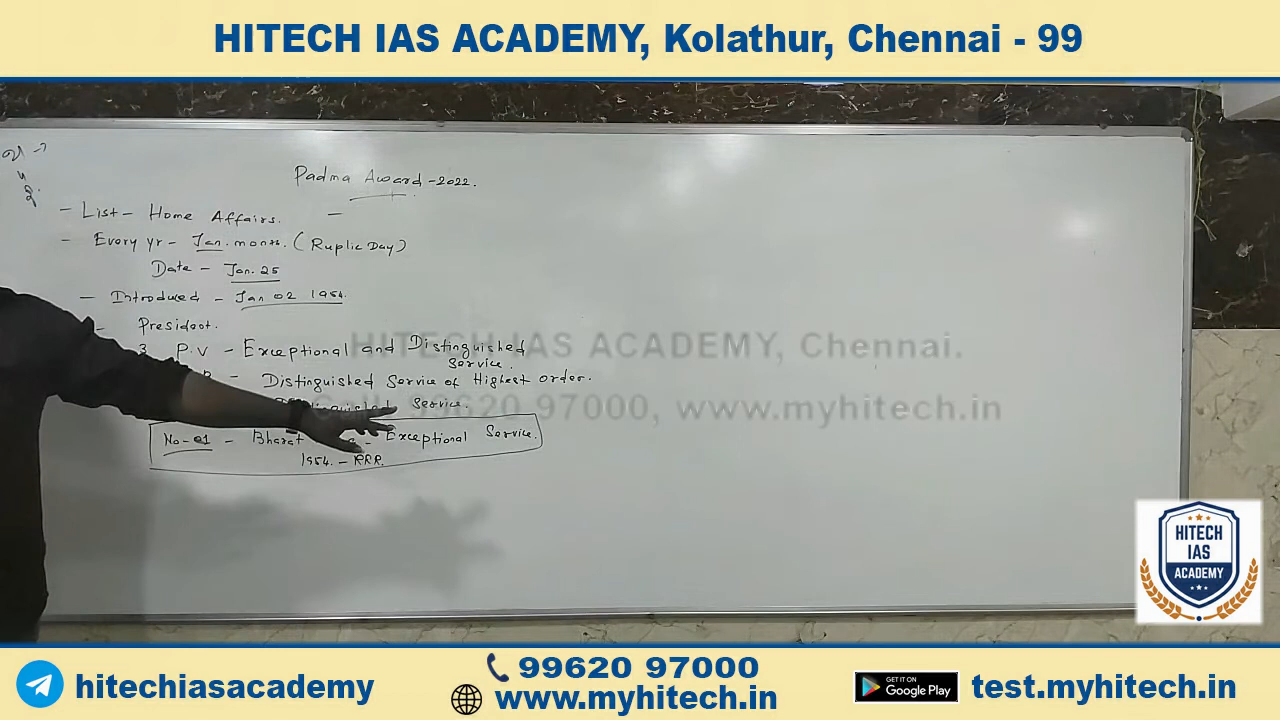 HITECH IAS ACADEMY, Kolathur, Chennai - 99
Padma Award - 2022.
- List - Home Affairs. -
- Every yr - Jan. month. ( Ruplic Day )
Date - Jan. 25
- Introduced - Jan 02 1954.
- President.
3 P.V - Exceptional and Distinguished
Service.
- Distinguished Service of Highest order.
Service.
No-01 - Bharat - Exceptional Service.
1954. - RRR.
HITECH IAS ACADEMY, Chennai.
99620 97000, www.myhitech.in
HITECH
IAS
ACADEMY
hitechiasacademy
99620 97000
www.myhitech.in
GET IT ON
Google Play
test.myhitech.in